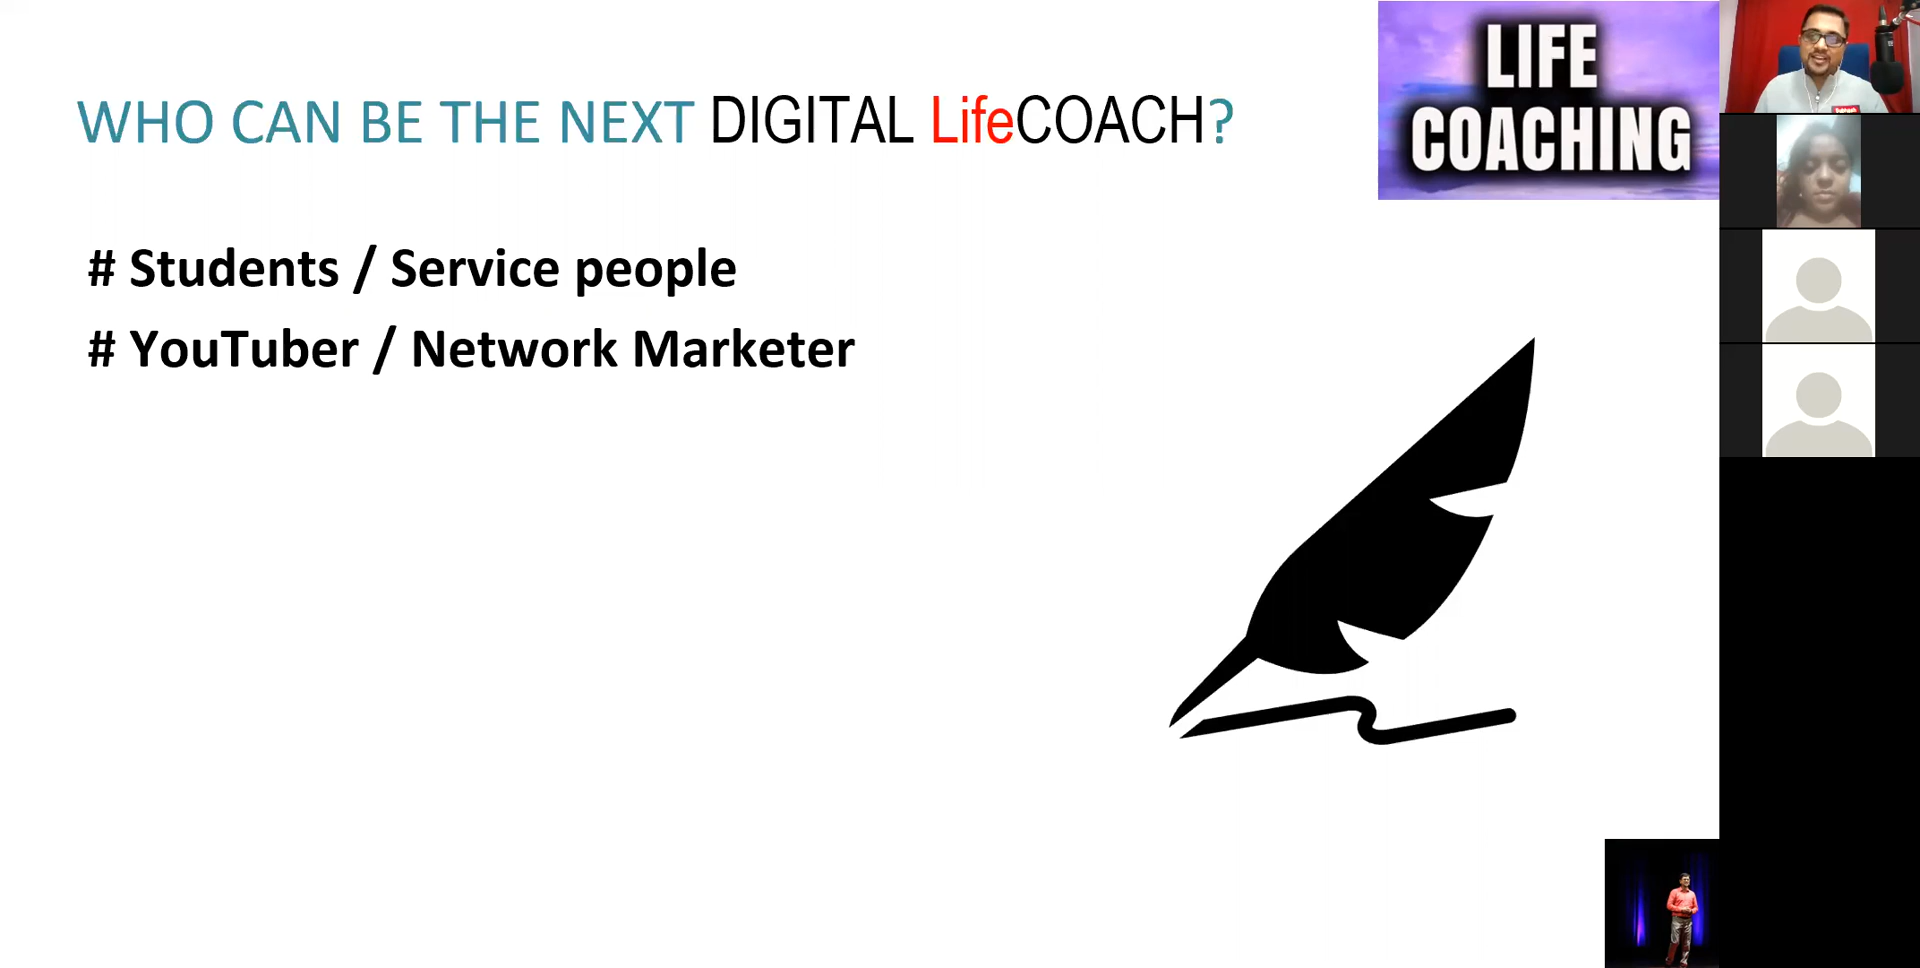 WHO CAN BE THE NEXT DIGITAL LifeCOACH?
LIFE
COACHING
# Students / Service people
# YouTuber / Network Marketer